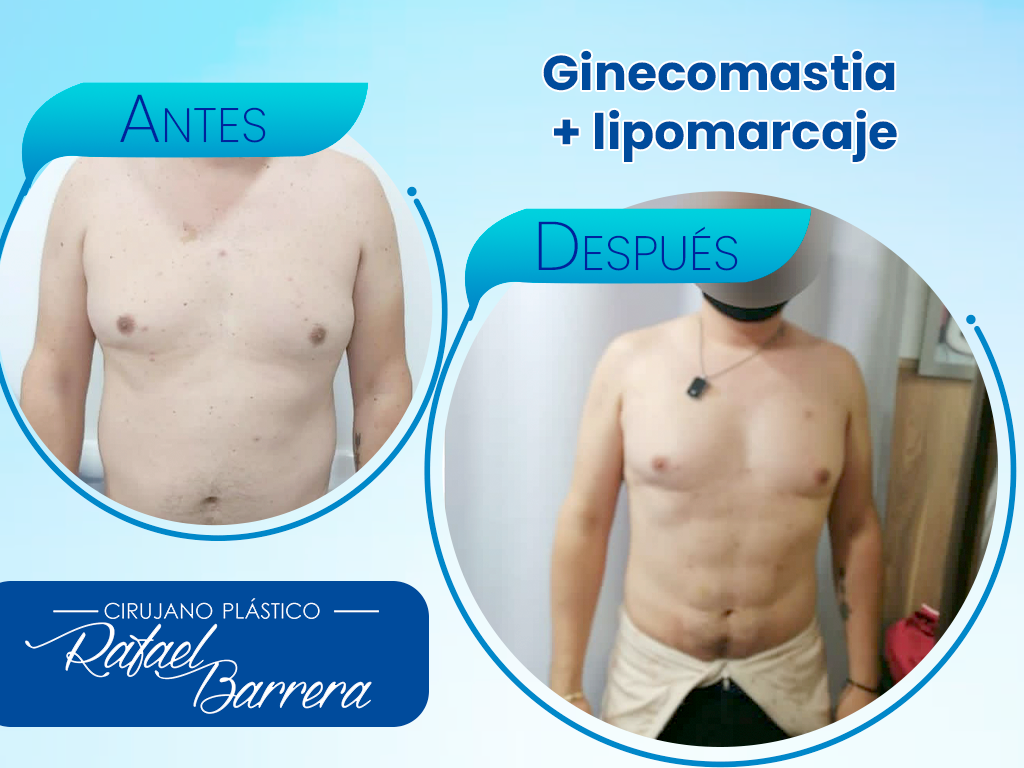 Ginecomastia
+ lipomarcaje
ANTES
DESPUÉS
CIRUJANO PLÁSTICO
Rafael
Barrera